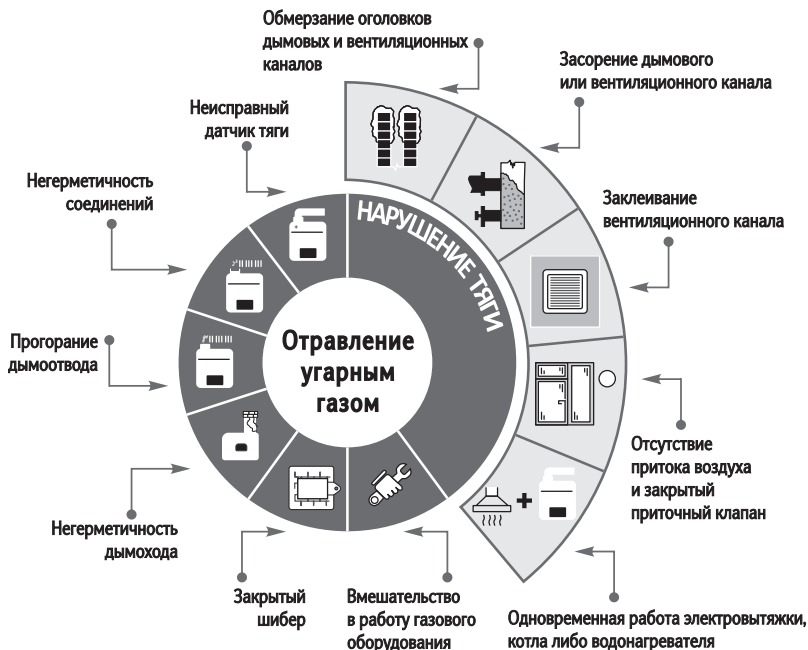 Обмерзание оголовков
дымовых и вентиляционных
каналов
Засорение дымового
или вентиляционного канала
Неисправный
датчик тяги
Негерметичность
соединений
Заклеивание
вентиляционного канала
НАРУШЕНИЕ ТЯГИ
Прогорание
дымоотвода
Отравление
угарным
газом
Отсутствие
притока воздуха
и закрытый
приточный клапан
Негерметичность
дымохода
Закрытый
шибер
Вмешательство
в работу газового
оборудования
Одновременная работа электровытяжки,
котла либо водонагревателя